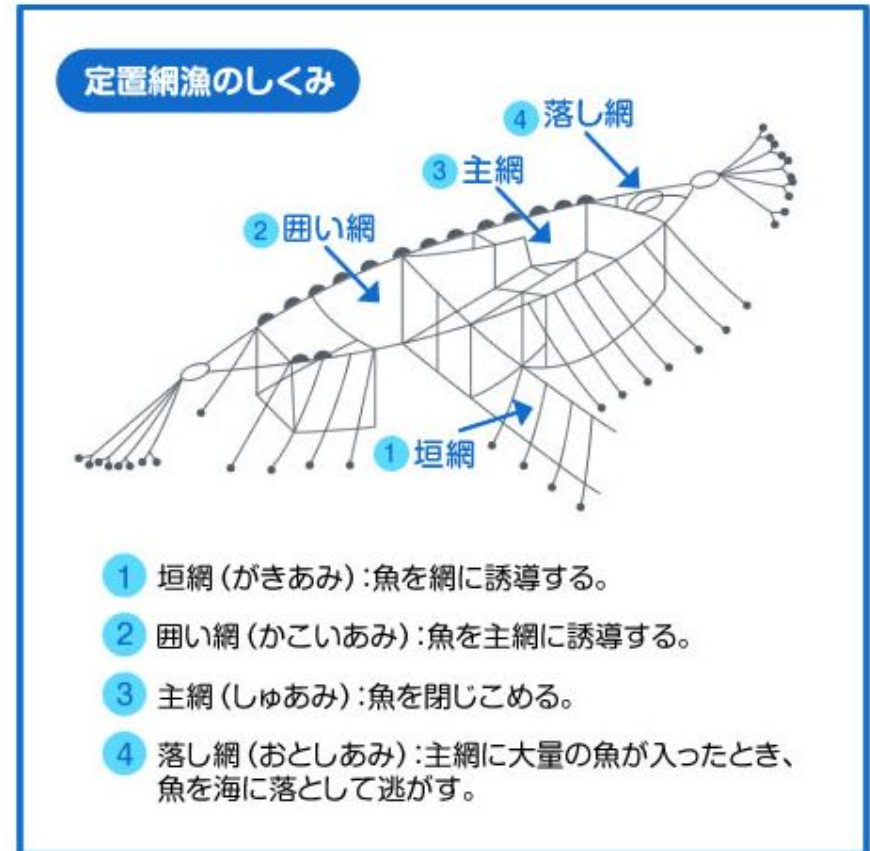 定置網漁のしくみ
4 落し網
3 主網
2 囲い網
1 垣網
1 垣網(がきあみ):魚を網に誘導する。
2 囲い網(かこいあみ):魚を主網に誘導する。
3 主網(しゅあみ):魚を閉じこめる。
4 落し網(おとしあみ):主網に大量の魚が入ったとき、
魚を海に落として逃がす。